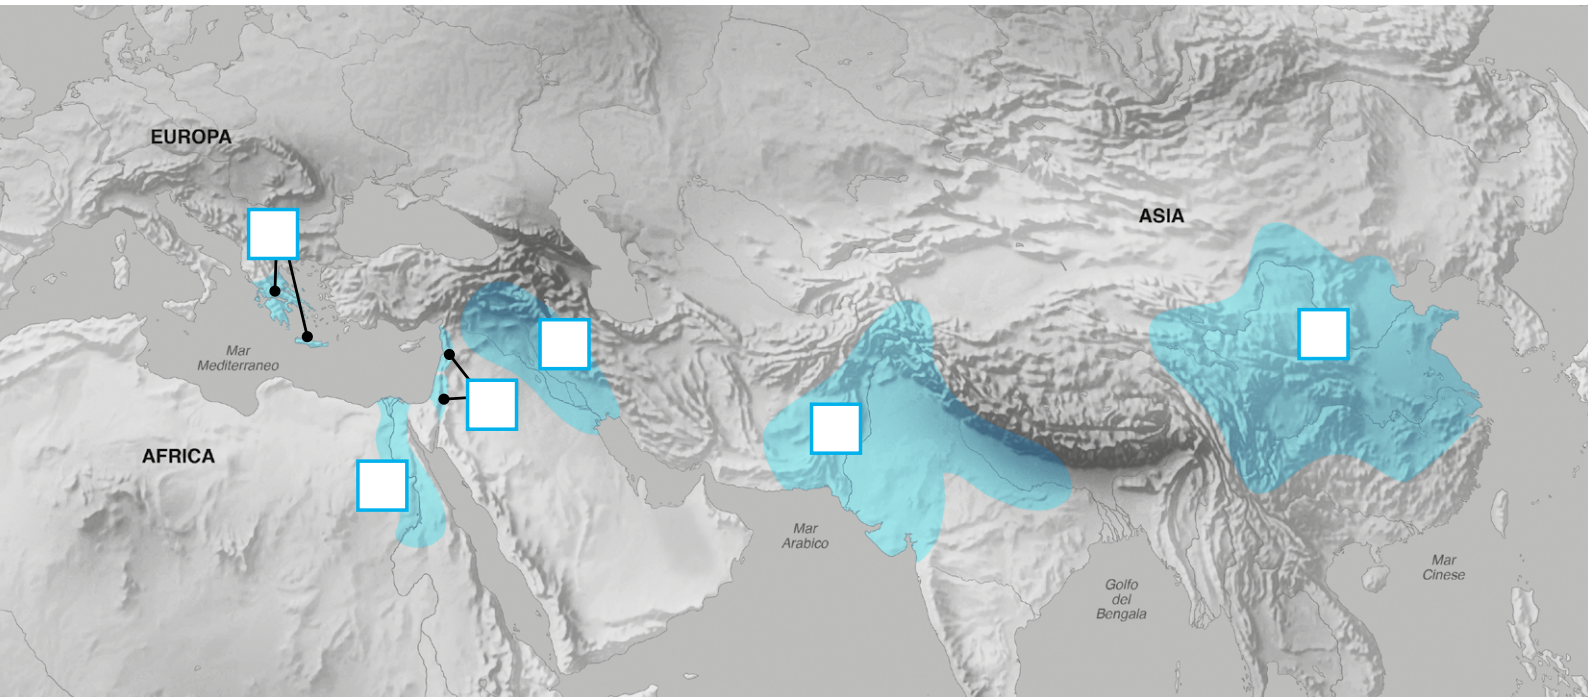 EUROPA
ASIA
Mar
Mediterraneo
AFRICA
Mar
Arabico
Mar
Cinese
Golfo
del
Bengala